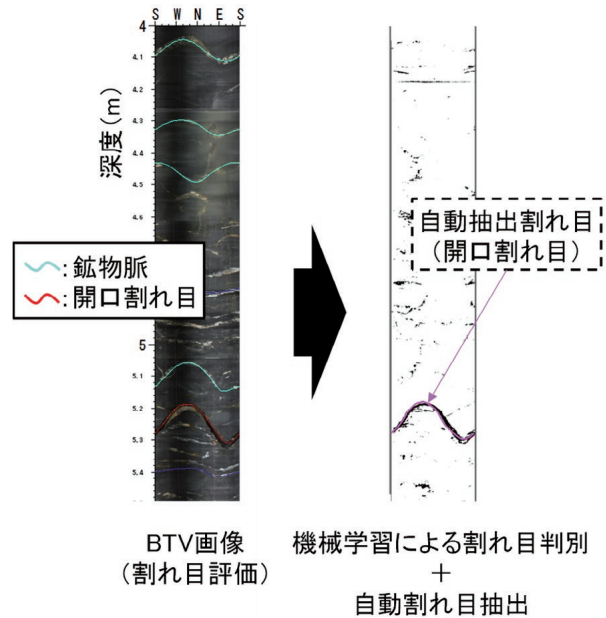 S W N E S
4
4.1
4.2
4.3
4.4
4.5
4.6
5
5.1
5.2
5.3
5.4
深度(m)
:鉱物脈
:開口割れ目
自動抽出割れ目
(開口割れ目)
BTV画像
(割れ目評価)
機械学習による割れ目判別
+
自動割れ目抽出